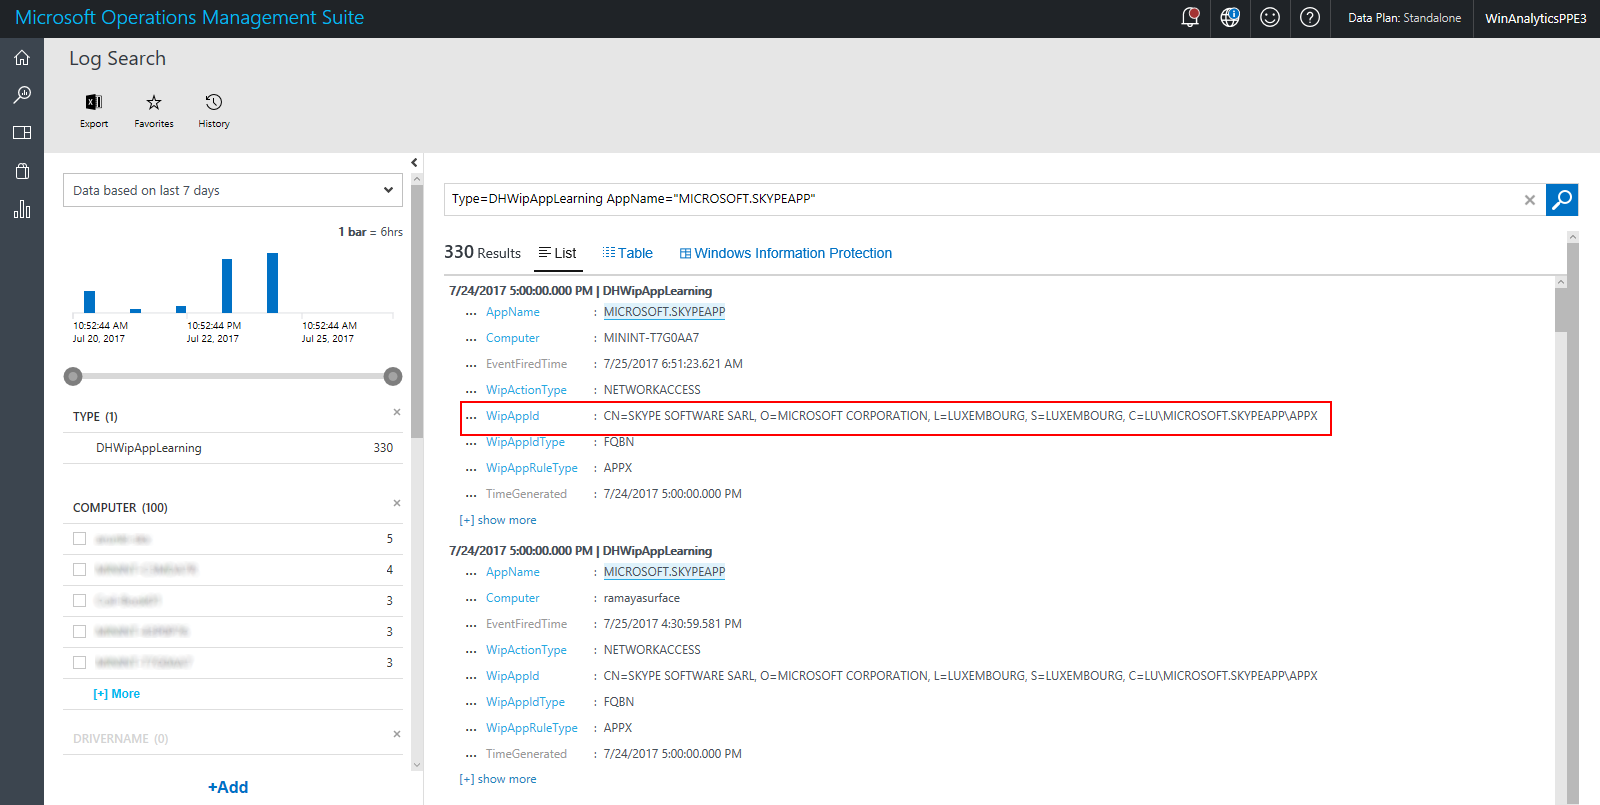 Microsoft Operations Management Suite
Data Plan: Standalone
WinAnalyticsPPE3
Log Search
Export
Favorites
History
Data based on last 7 days
1 bar = 6hrs
10:52:44 AM
Jul 20, 2017
10:52:44 PM
Jul 22, 2017
10:52:44 AM
Jul 25, 2017
TYPE (1)
DHWipAppLearning 330
COMPUTER (100)
5
4
3
3
3
[+] More
DRIVERNAME (0)
+Add
Type=DHWipAppLearning AppName="MICROSOFT.SKYPEAPP"
330 Results List Table Windows Information Protection
7/24/2017 5:00:00.000 PM | DHWipAppLearning
... AppName : MICROSOFT.SKYPEAPP
... Computer : MININT-T7G0AA7
... EventFiredTime : 7/25/2017 6:51:23.621 AM
... WipActionType : NETWORKACCESS
... WipAppId : CN=SKYPE SOFTWARE SARL, O=MICROSOFT CORPORATION, L=LUXEMBOURG, S=LUXEMBOURG, C=LU\MICROSOFT.SKYPEAPP\APPX
... WipAppIdType : FQBN
... WipAppRuleType : APPX
... TimeGenerated : 7/24/2017 5:00:00.000 PM
[+] show more
7/24/2017 5:00:00.000 PM | DHWipAppLearning
... AppName : MICROSOFT.SKYPEAPP
... Computer : ramayasurface
... EventFiredTime : 7/25/2017 4:30:59.581 PM
... WipActionType : NETWORKACCESS
... WipAppId : CN=SKYPE SOFTWARE SARL, O=MICROSOFT CORPORATION, L=LUXEMBOURG, S=LUXEMBOURG, C=LU\MICROSOFT.SKYPEAPP\APPX
... WipAppIdType : FQBN
... WipAppRuleType : APPX
... TimeGenerated : 7/24/2017 5:00:00.000 PM
[+] show more